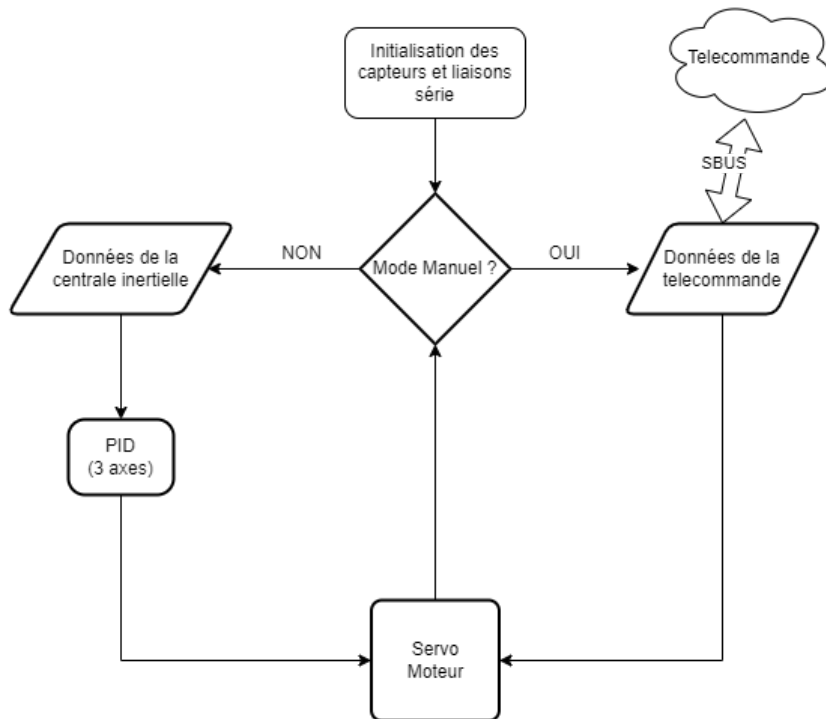 Initialisation des
capteurs et liaisons
série
Telecommande
SBUS
Données de la
centrale inertielle
NON
Mode Manuel ?
OUI
Données de la
telecommande
PID
(3 axes)
Servo
Moteur